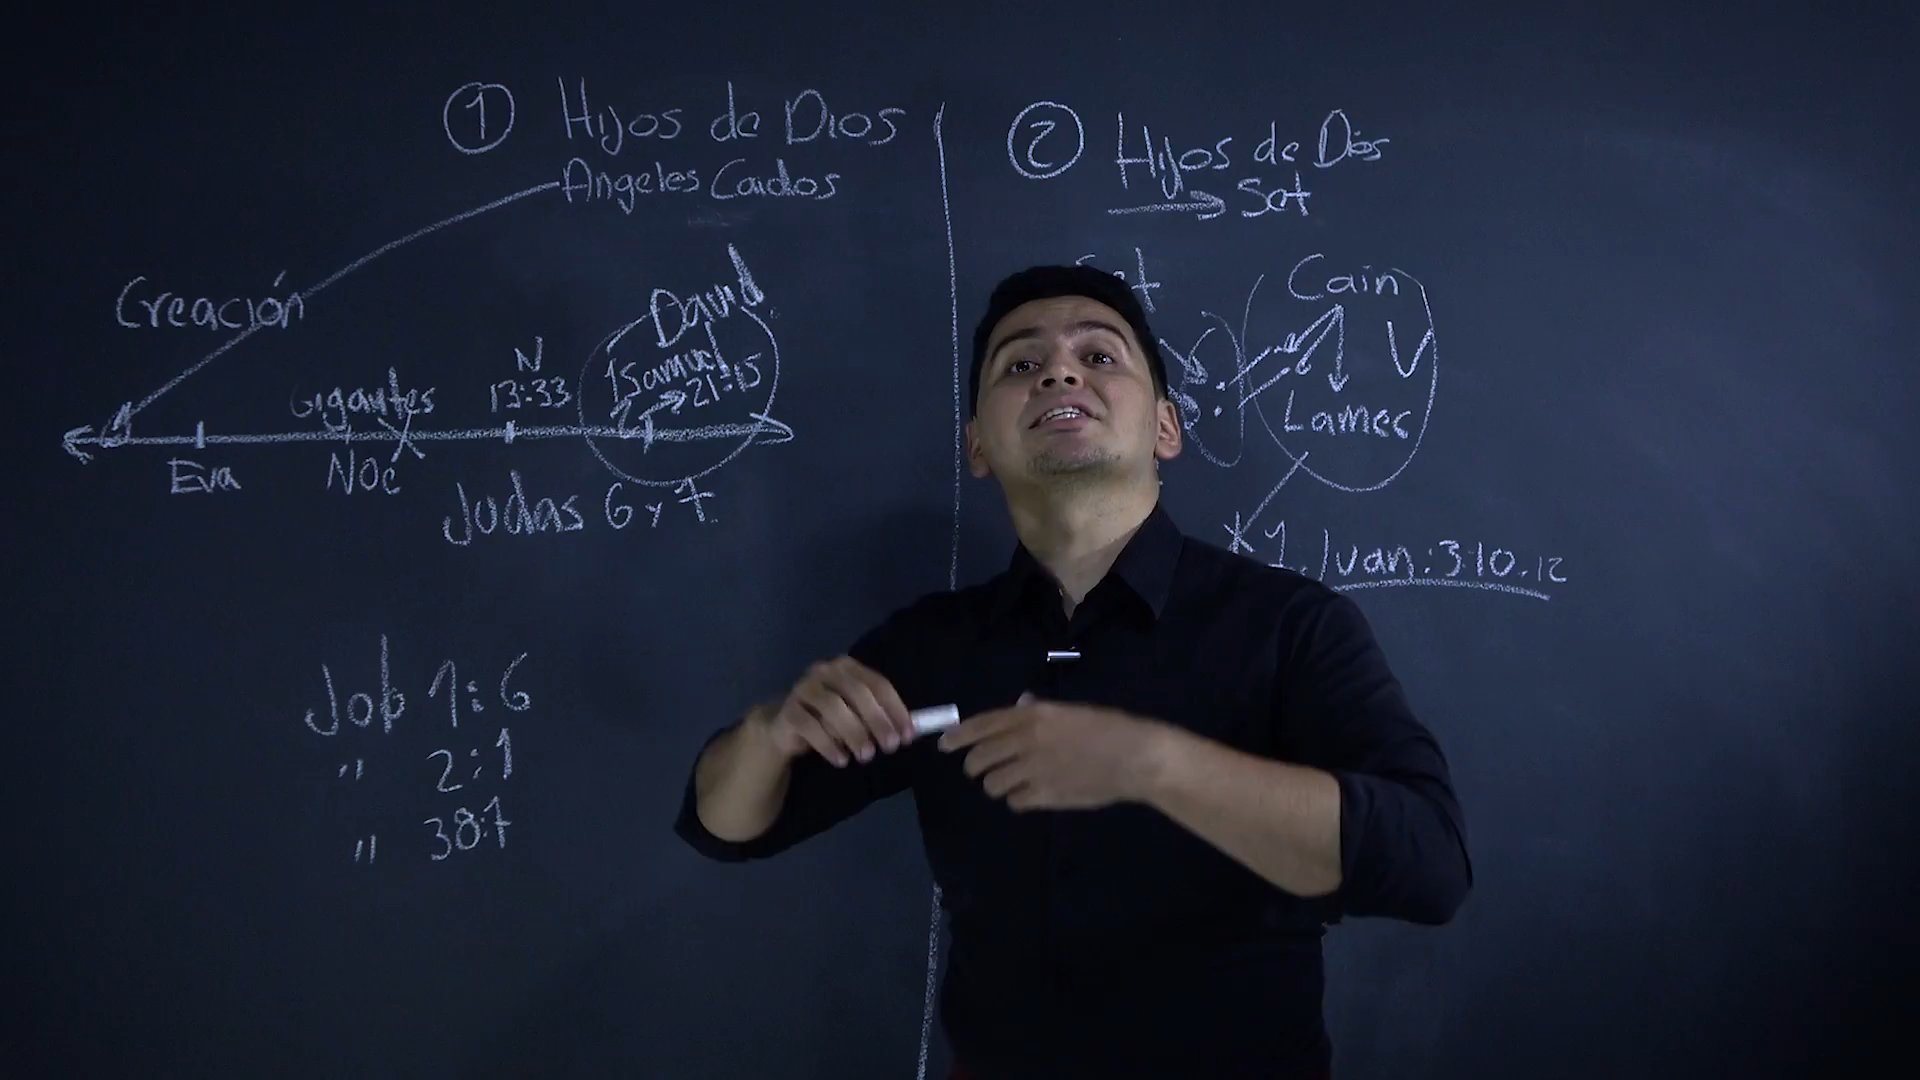 ① Hijos de Dios
Angeles Caidos
Creación
Gigantes
N
13:33
David
1 Samuel
21:15
Eva
Noé
Judas 6 y 7
Job 1:6
" 2:1
" 38:7
② Hijos de Dios
→ Set
Set
Cain
V
Lamec
X 1. Juan: 3:10.12